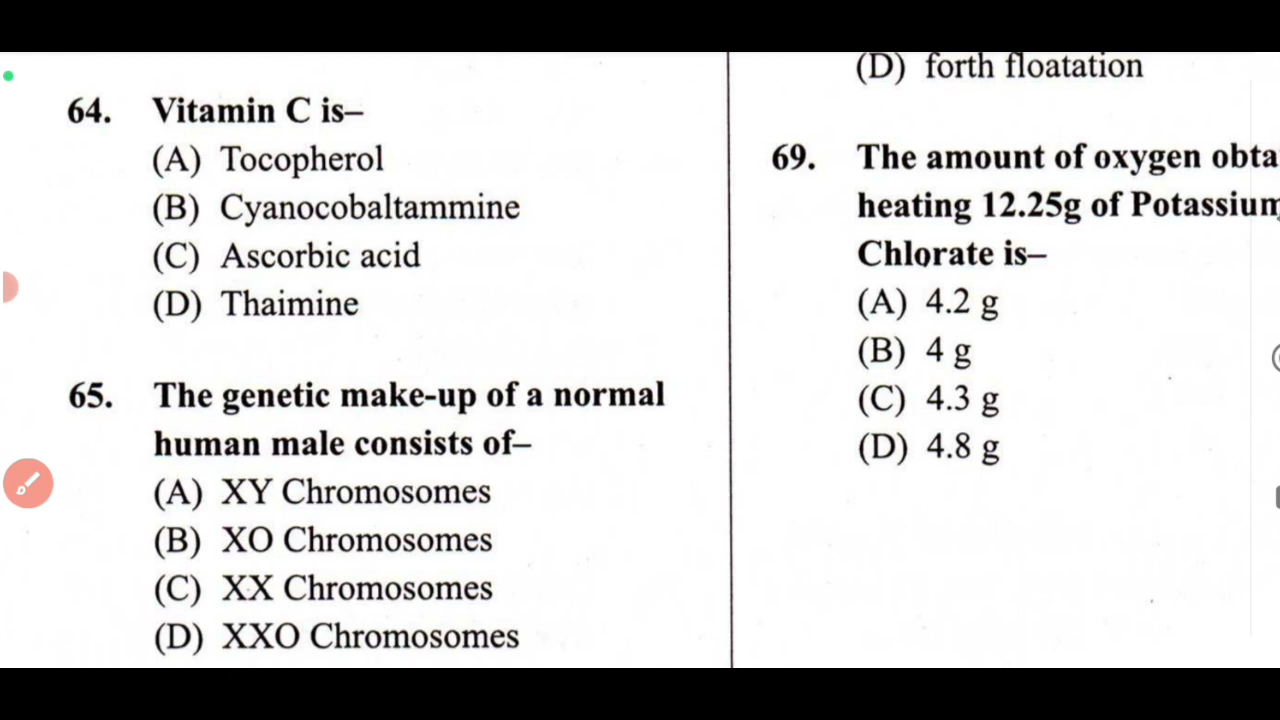 64. Vitamin C is–
(A) Tocopherol
(B) Cyanocobaltammine
(C) Ascorbic acid
(D) Thaimine
65. The genetic make-up of a normal
human male consists of–
(A) XY Chromosomes
(B) XO Chromosomes
(C) XX Chromosomes
(D) XXO Chromosomes
(D) forth floatation
69. The amount of oxygen
heating 12.25g of Potassium
Chlorate is–
(A) 4.2 g
(B) 4 g
(C) 4.3 g
(D) 4.8 g